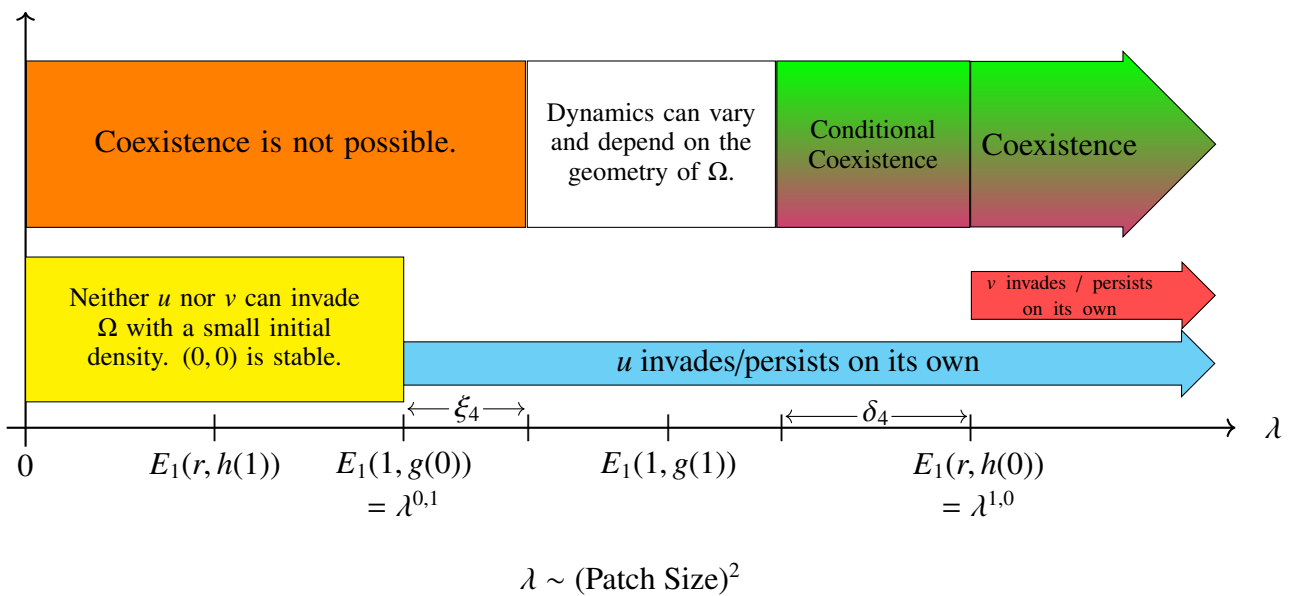 Coexistence is not possible.
Dynamics can vary
and depend on the
geometry of Ω.
Conditional
Coexistence
Coexistence
Neither u nor v can invade
Ω with a small initial
density. (0, 0) is stable.
v invades / persists
on its own
u invades/persists on its own
ξ₄
δ₄
λ
0
E₁(r, h(1))
E₁(1, g(0))
= λ⁰,¹
E₁(1, g(1))
E₁(r, h(0))
= λ¹,⁰
λ ∼ (Patch Size)²